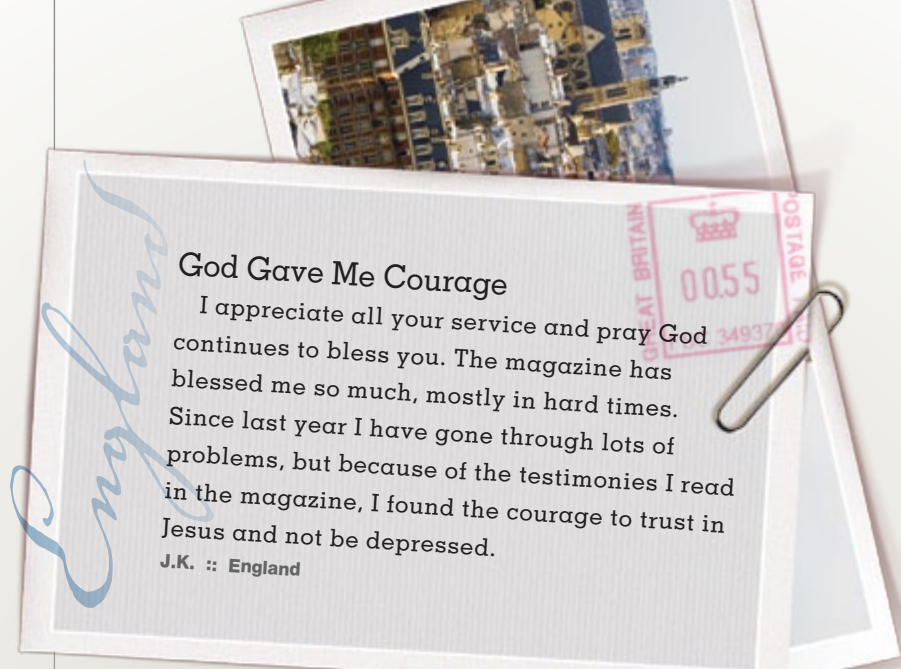 England
God Gave Me Courage
I appreciate all your service and pray God
continues to bless you. The magazine has
blessed me so much, mostly in hard times.
Since last year I have gone through lots of
problems, but because of the testimonies I read
in the magazine, I found the courage to trust in
Jesus and not be depressed.
J.K. :: England
GREAT BRITAIN
0055
POSTAGE
34937